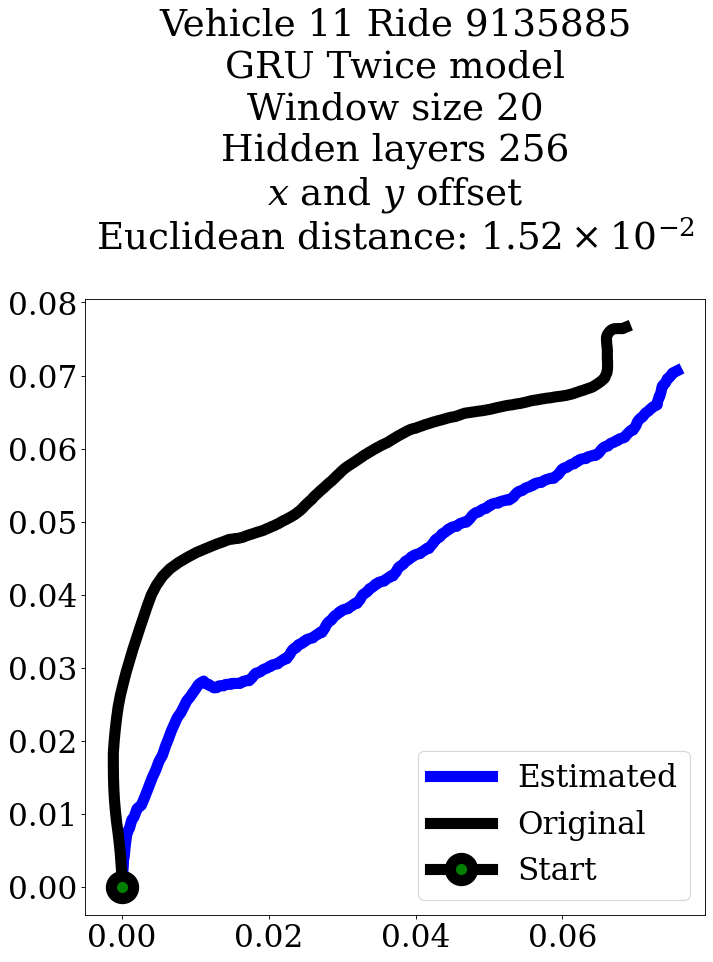 Vehicle 11 Ride 9135885
GRU Twice model
Window size 20
Hidden layers 256
x and y offset
Euclidean distance: 1.52 × 10⁻²
0.08
0.07
0.06
0.05
0.04
0.03
0.02
0.01
0.00
Estimated
Original
Start
0.00 0.02 0.04 0.06